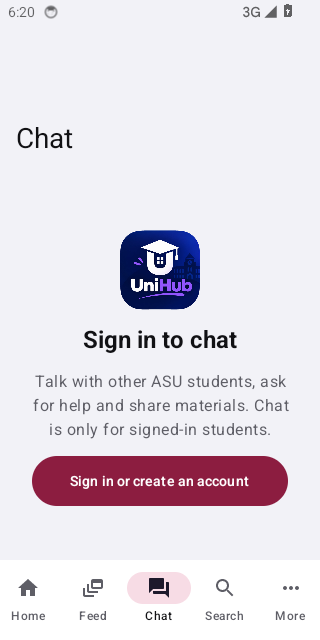 6:20
3G
Chat
UniHub
Sign in to chat
Talk with other ASU students, ask
for help and share materials. Chat
is only for signed-in students.
Sign in or create an account
Home
Feed
Chat
Search
More